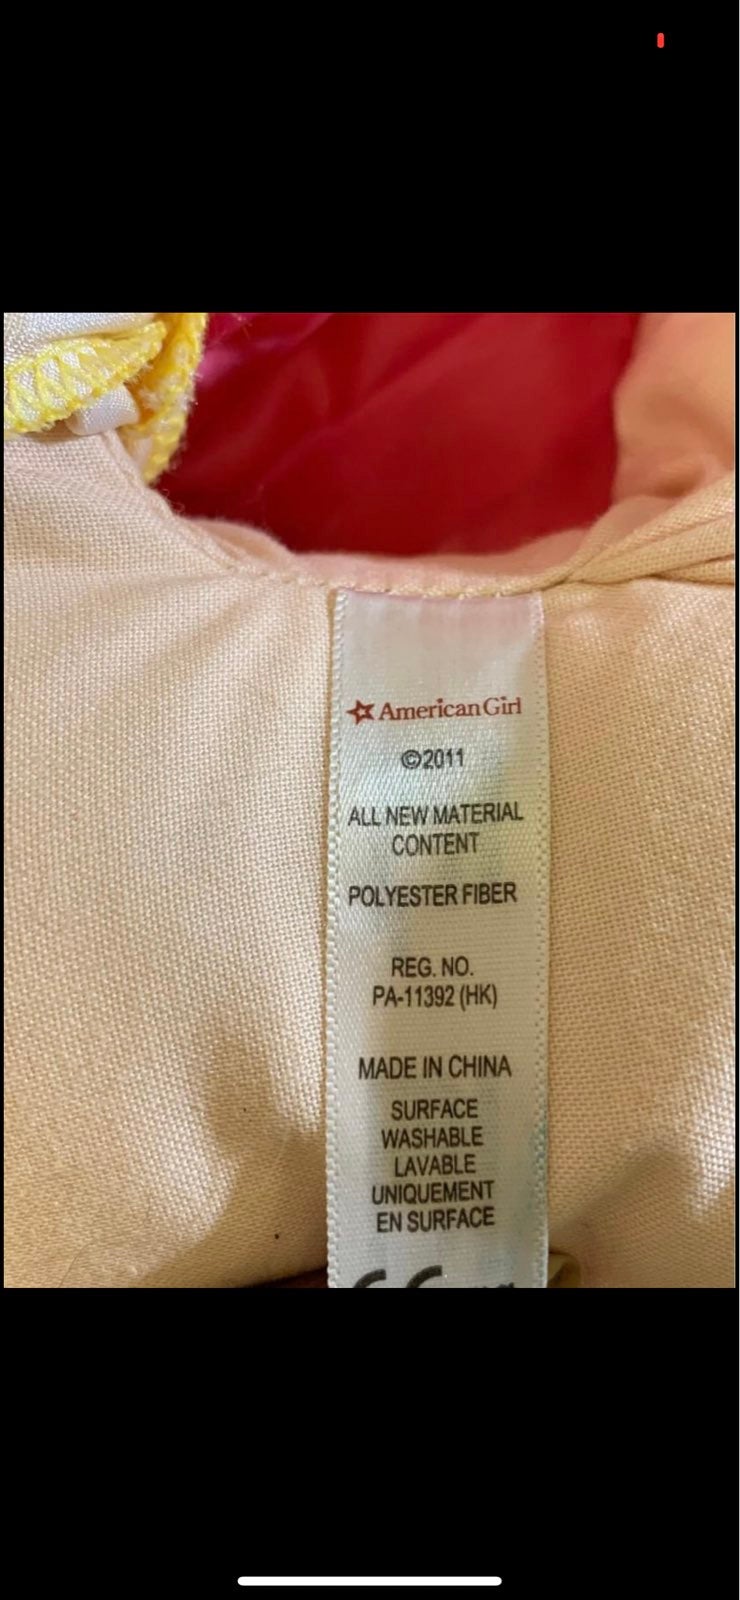 American Girl
©2011
ALL NEW MATERIAL
CONTENT
POLYESTER FIBER
REG. NO.
PA-11392 (HK)
MADE IN CHINA
SURFACE
WASHABLE
LAVABLE
UNIQUEMENT
EN SURFACE